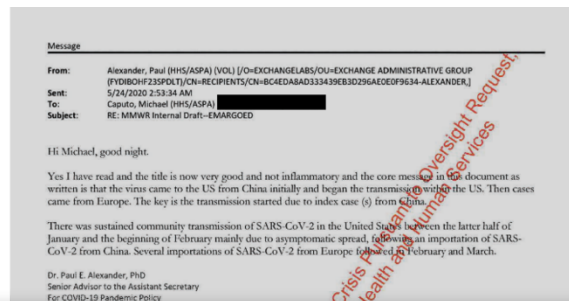 Message
From: Alexander, Paul (HHS/ASPA) (VOL) [/O=EXCHANGELABS/OU=EXCHANGE ADMINISTRATIVE GROUP
(FYDIBOHF23SPDLT)/CN=RECIPIENTS/CN=BC4EDA8AD333439EB3D296AE0E0F9634-ALEXANDER,]
Sent: 5/24/2020 2:53:34 AM
To: Caputo, Michael (HHS/ASPA)
Subject: RE: MMWR Internal Draft--EMARGOED
Hi Michael, good night.
Yes I have read and the title is now very good and not inflammatory and the core message in this document as
written is that the virus came to the US from China initially and began the transmission within the US. Then cases
came from Europe. The key is the transmission started due to index case (s) from China.
There was sustained community transmission of SARS-CoV-2 in the United States between the latter half of
January and the beginning of February mainly due to asymptomatic spread, following an importation of SARS-
CoV-2 from China. Several importations of SARS-CoV-2 from Europe followed in February and March.
Dr. Paul E. Alexander, PhD
Senior Advisor to the Assistant Secretary
For COVID-19 Pandemic Policy
Crisis Pursuant to Oversight Request,
Health and Human Services